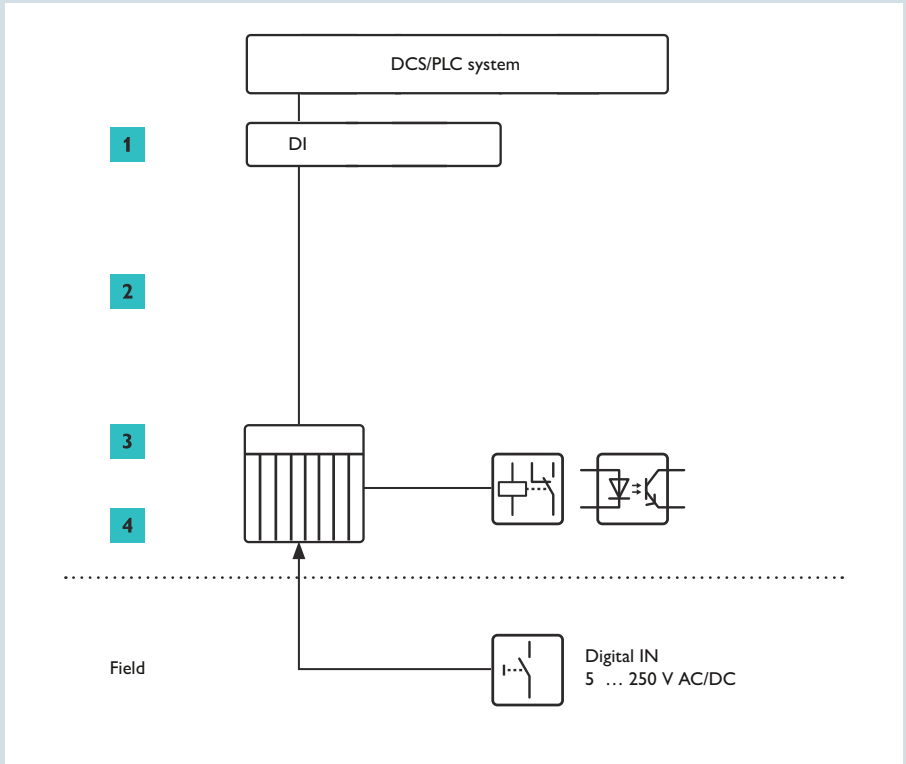 DCS/PLC system
1
DI
2
3
4
Field
Digital IN
5 … 250 V AC/DC